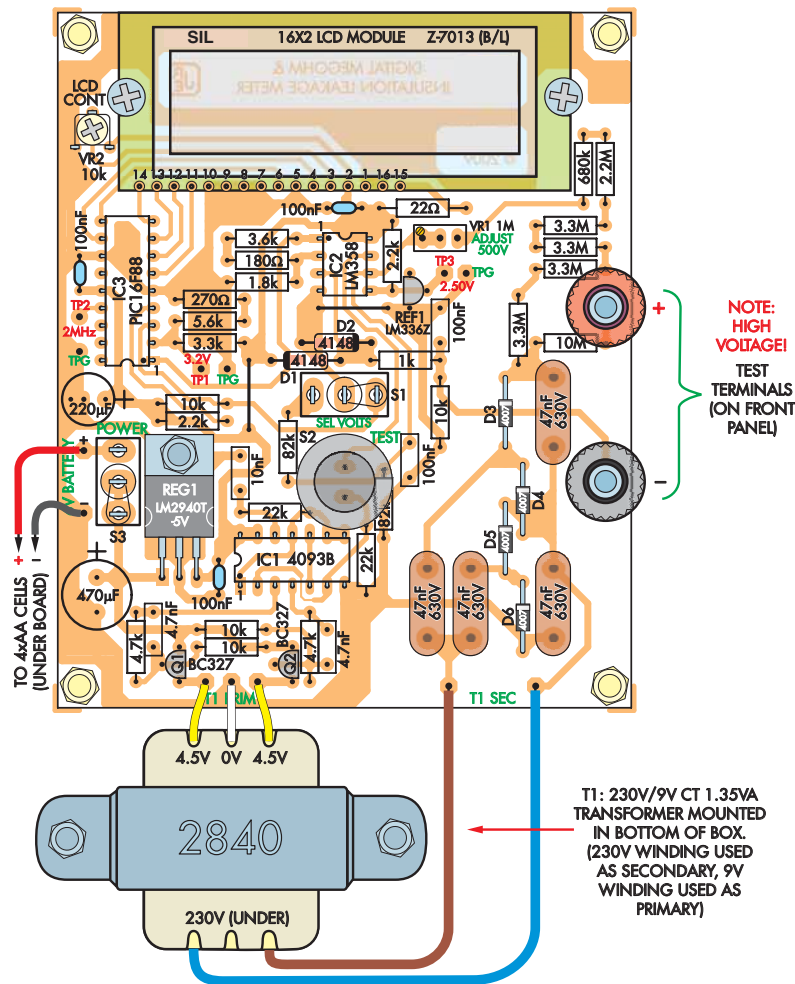 SIL 16X2 LCD MODULE Z-7013 (B/L)
DIGITAL MEGOHM &
INSULATION LEAKAGE METER
LCD
CONT
VR2
10k
14 13 12 11 10 9 8 7 6 5 4 3 2 1 16 15
680k
2.2M
100nF
22Ω
100nF
3.6k
180Ω
1.8k
1
IC2
LM358
2.2k
VR1 1M
ADJUST
500V
TP3
TPG
2.50V
3.3M
3.3M
3.3M
IC3
PIC16F88
1
TP2
2MHz
TPG
270Ω
5.6k
3.3k
3.2V
TP1 TPG
REF1
LM336Z
100nF
3.3M
10M
+
NOTE:
HIGH
VOLTAGE!
TEST
TERMINALS
(ON FRONT
PANEL)
D2
4148
4148
D1
1k
S1
SEL VOLTS
220µF
+
10k
2.2k
10k
D3
4007
47nF
630V
POWER
+
V BATTERY
–
S3
REG1
LM2940T
-5V
10nF
82k
S2
TEST
100nF
22k
82k
–
4007
D4
D5
4007
IC1 4093B
1
22k
100nF
+
470µF
47nF
630V
47nF
630V
D6
4007
47nF
630V
+
–
TO 4xAA CELLS
(UNDER BOARD)
4.7k
4.7nF
10k
10k
Q1
BC327
BC327
Q2
4.7k
4.7nF
T1 PRIM
T1 SEC
4.5V 0V 4.5V
2840
230V (UNDER)
T1: 230V/9V CT 1.35VA
TRANSFORMER MOUNTED
IN BOTTOM OF BOX.
(230V WINDING USED
AS SECONDARY, 9V
WINDING USED AS
PRIMARY)